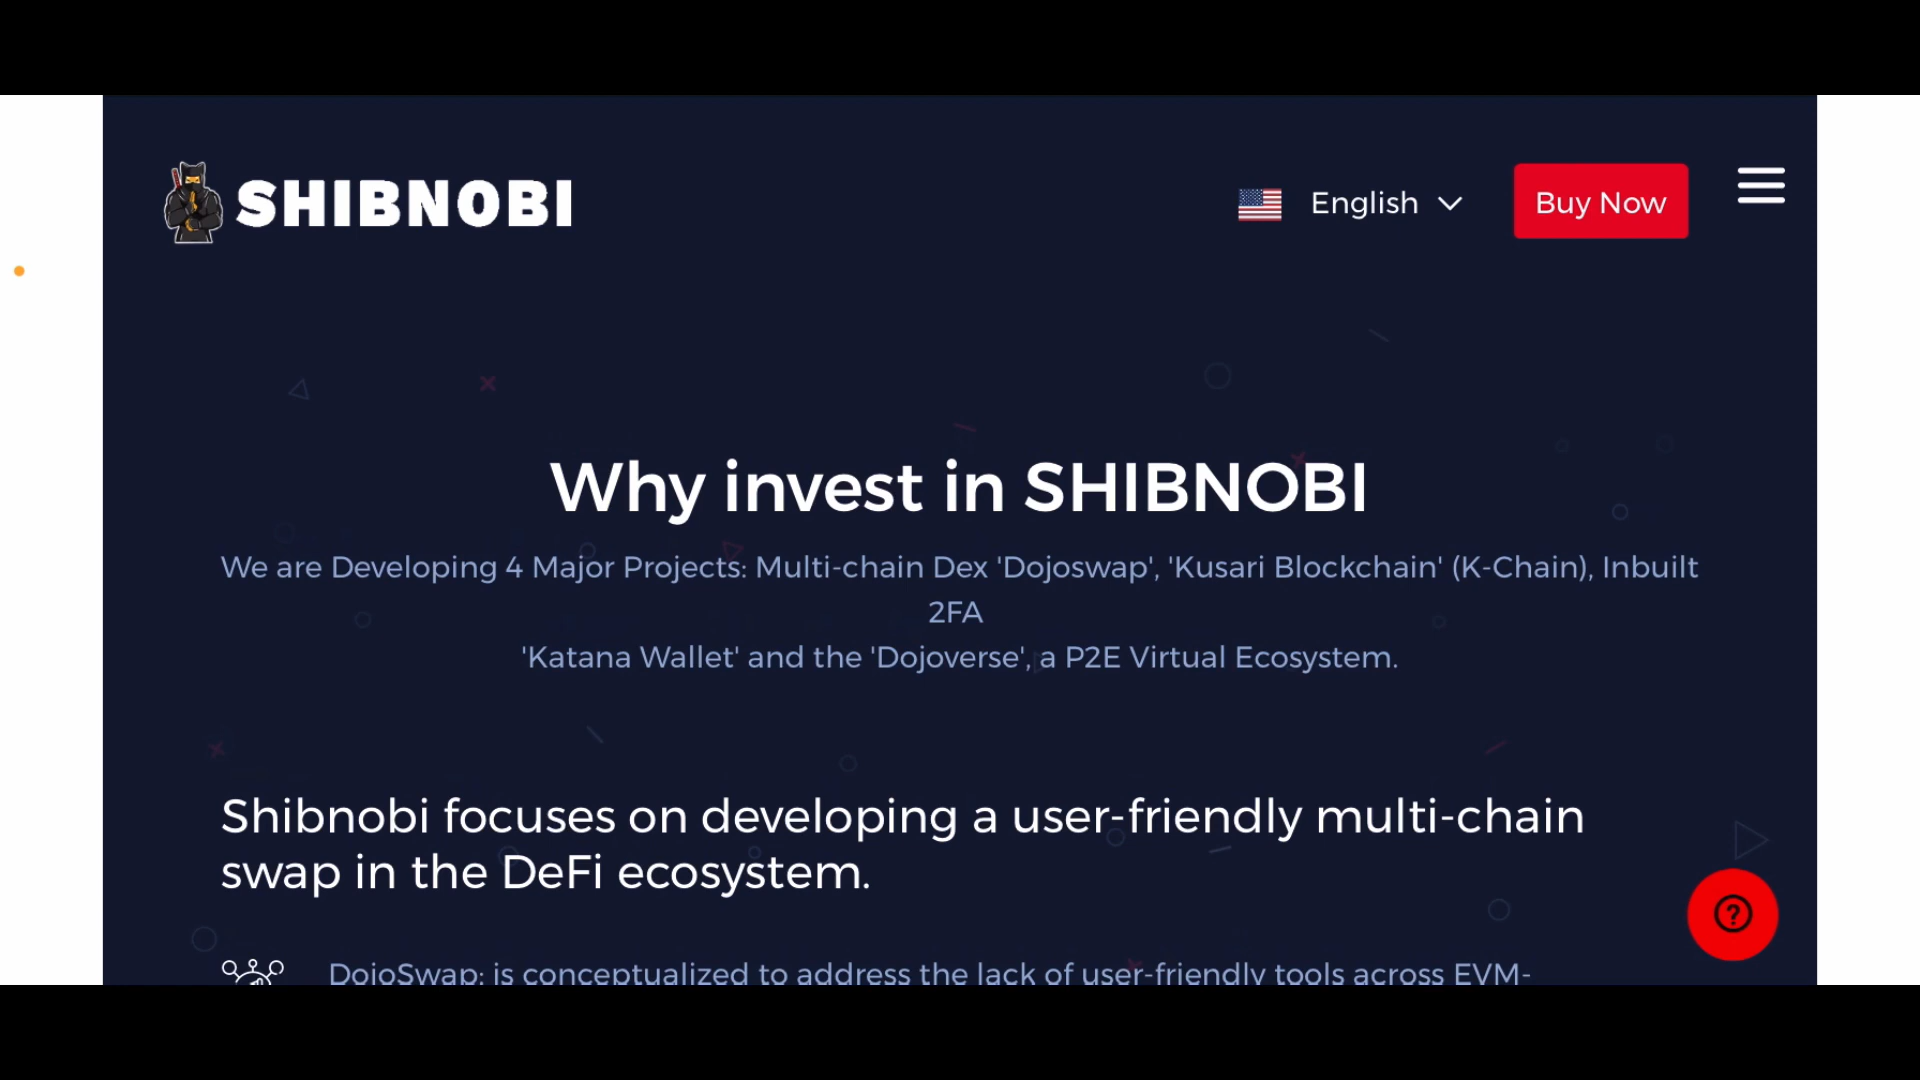 SHIBNOBI
English
Buy Now
Why invest in SHIBNOBI
We are Developing 4 Major Projects: Multi-chain Dex 'Dojoswap', 'Kusari Blockchain' (K-Chain), Inbuilt
2FA
'Katana Wallet' and the 'Dojoverse', a P2E Virtual Ecosystem.
Shibnobi focuses on developing a user-friendly multi-chain
swap in the DeFi ecosystem.
?
DojoSwap: is conceptualized to address the lack of user-friendly tools across EVM-